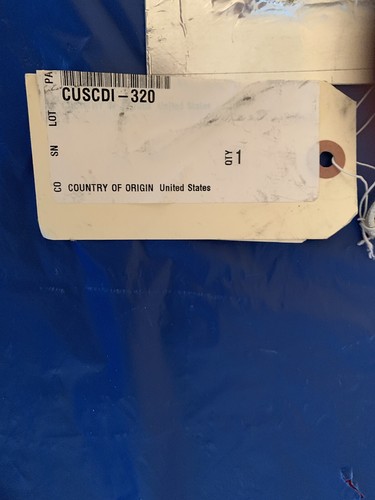 PA
CUSCDI-320
LOT
SN
QTY 1
CO COUNTRY OF ORIGIN United States